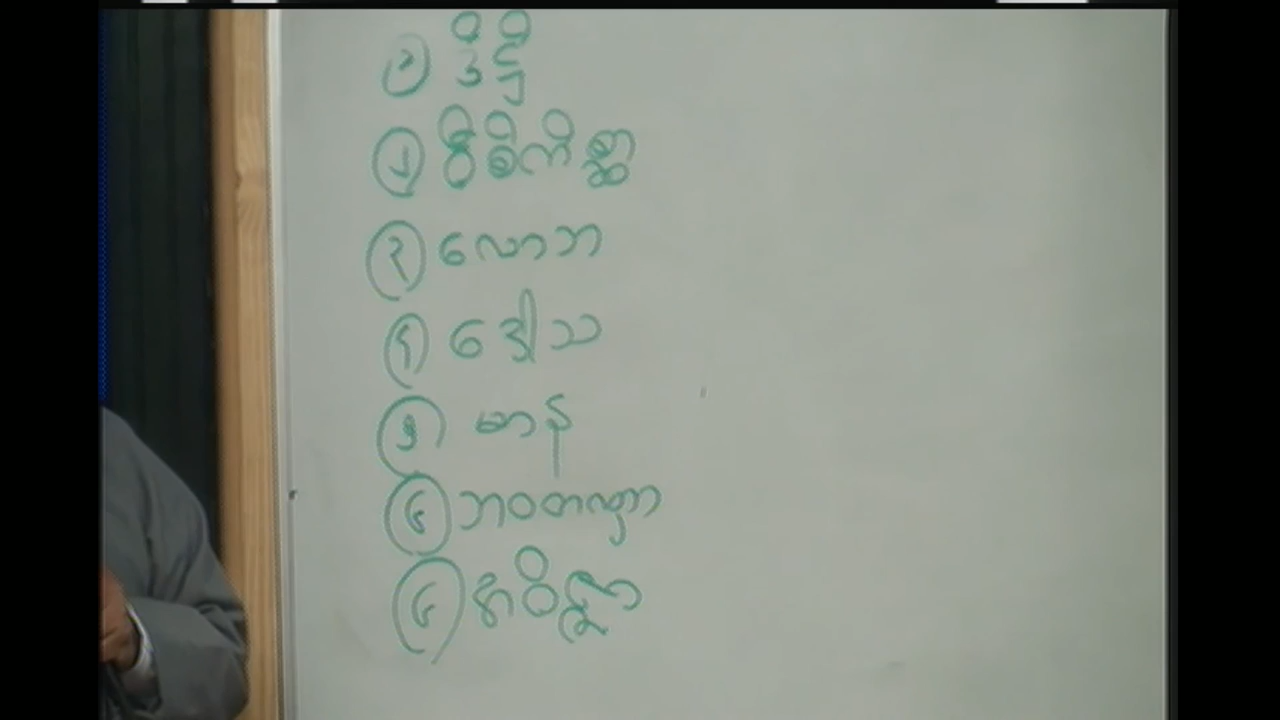 ၁ ဒိဋ္ဌိ
၂ ဝိစိကိစ္ဆာ
၃ လောဘ
၄ ဒေါသ
၅ မာန
၆ ဘဝတဏှာ
၆ အဝိဇ္ဇာ